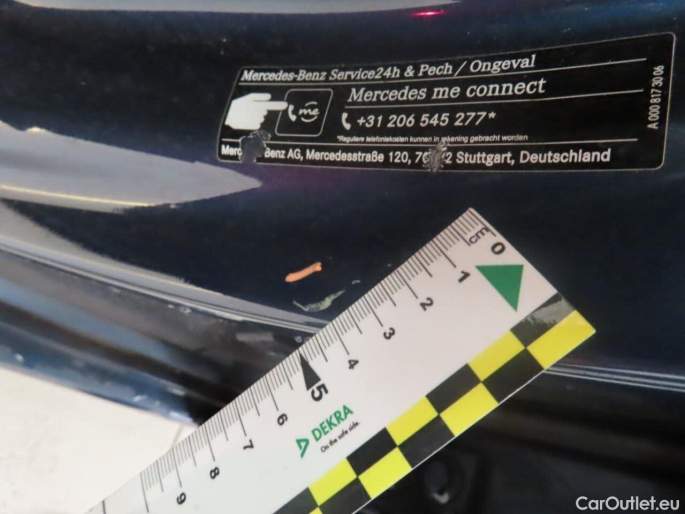 Mercedes-Benz Service24h & Pech / Ongeval
Mercedes me connect
me
+31 206 545 277*
*Reguliere telefoonkosten kunnen in rekening gebracht worden
Benz AG, Mercedesstraße 120, Stuttgart, Deutschland
A 000 817 30 06
cm
0
1
2
3
4
5
6
7
8
9
DEKRA
On the safe side.
CarOutlet.eu